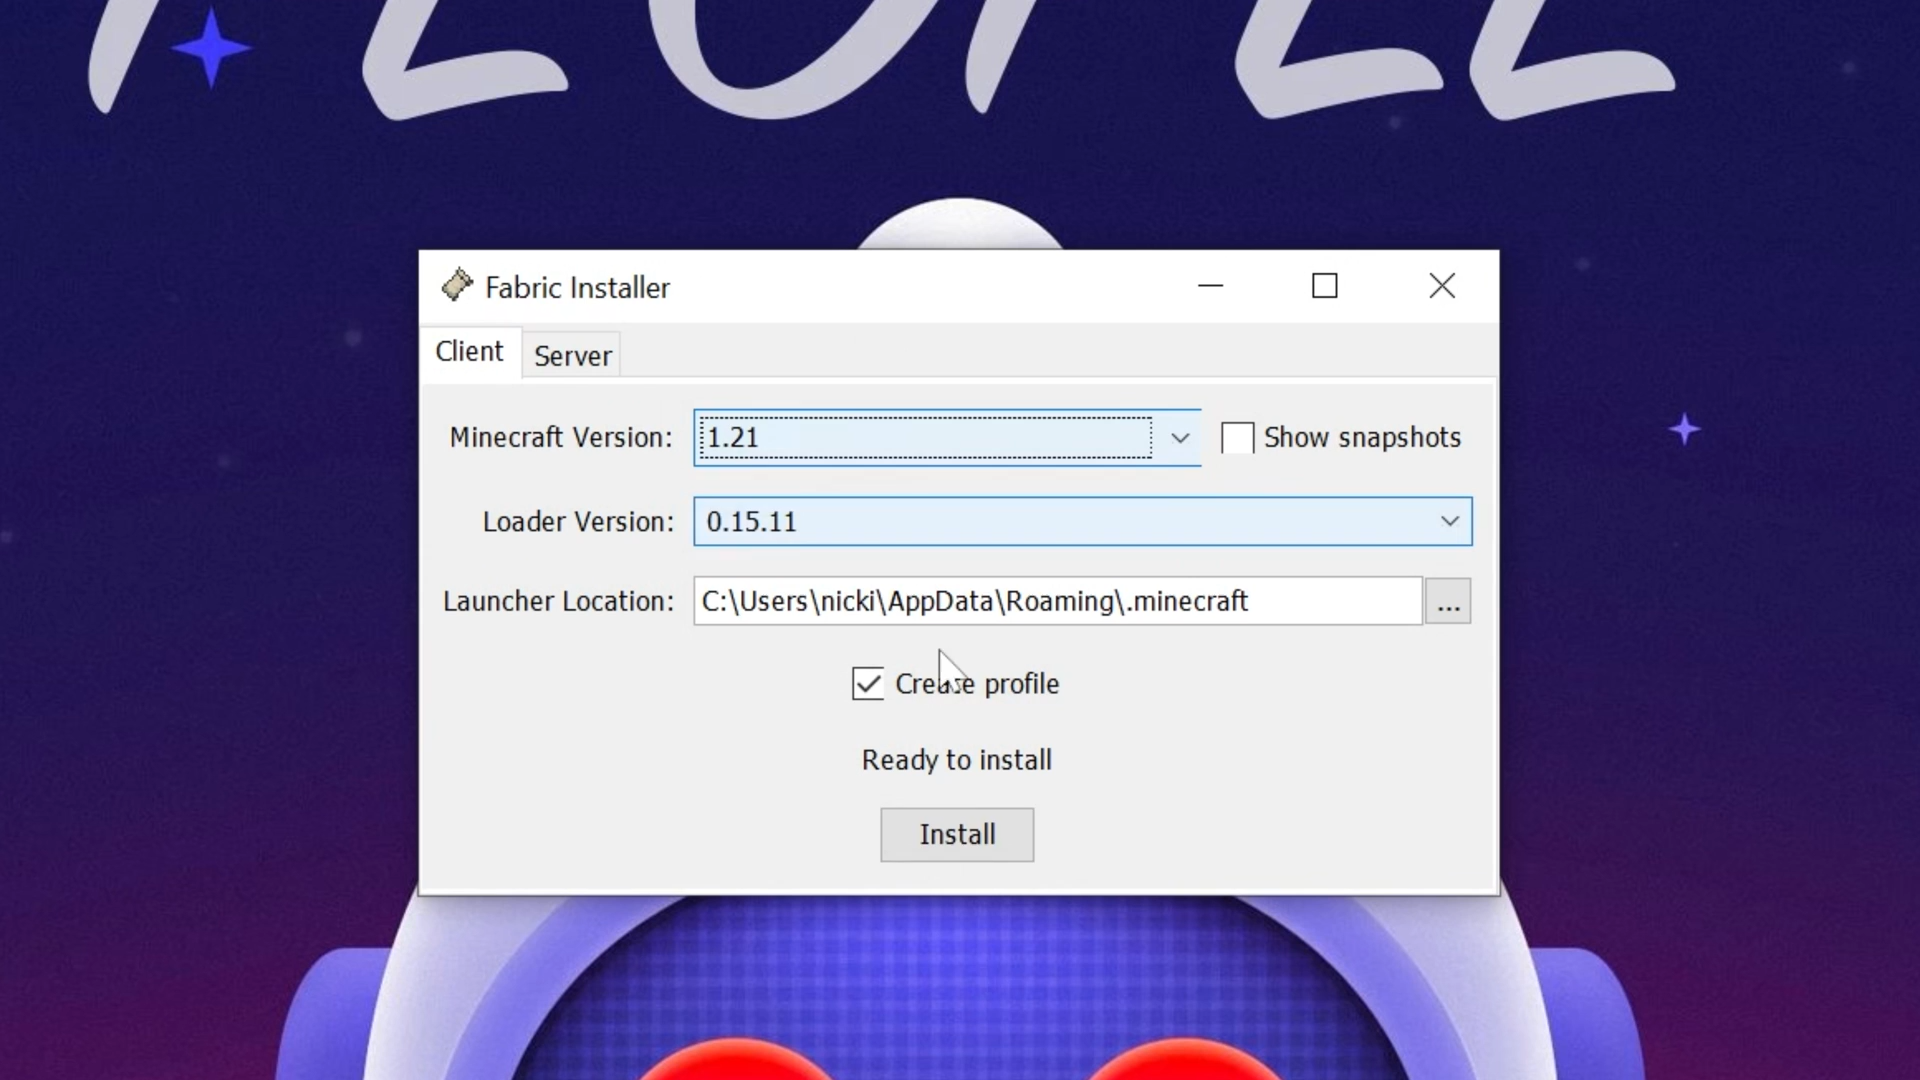 Fabric Installer
Client
Server
Minecraft Version: 1.21 Show snapshots
Loader Version: 0.15.11
Launcher Location: C:\Users\nicki\AppData\Roaming\.minecraft ...
Create profile
Ready to install
Install